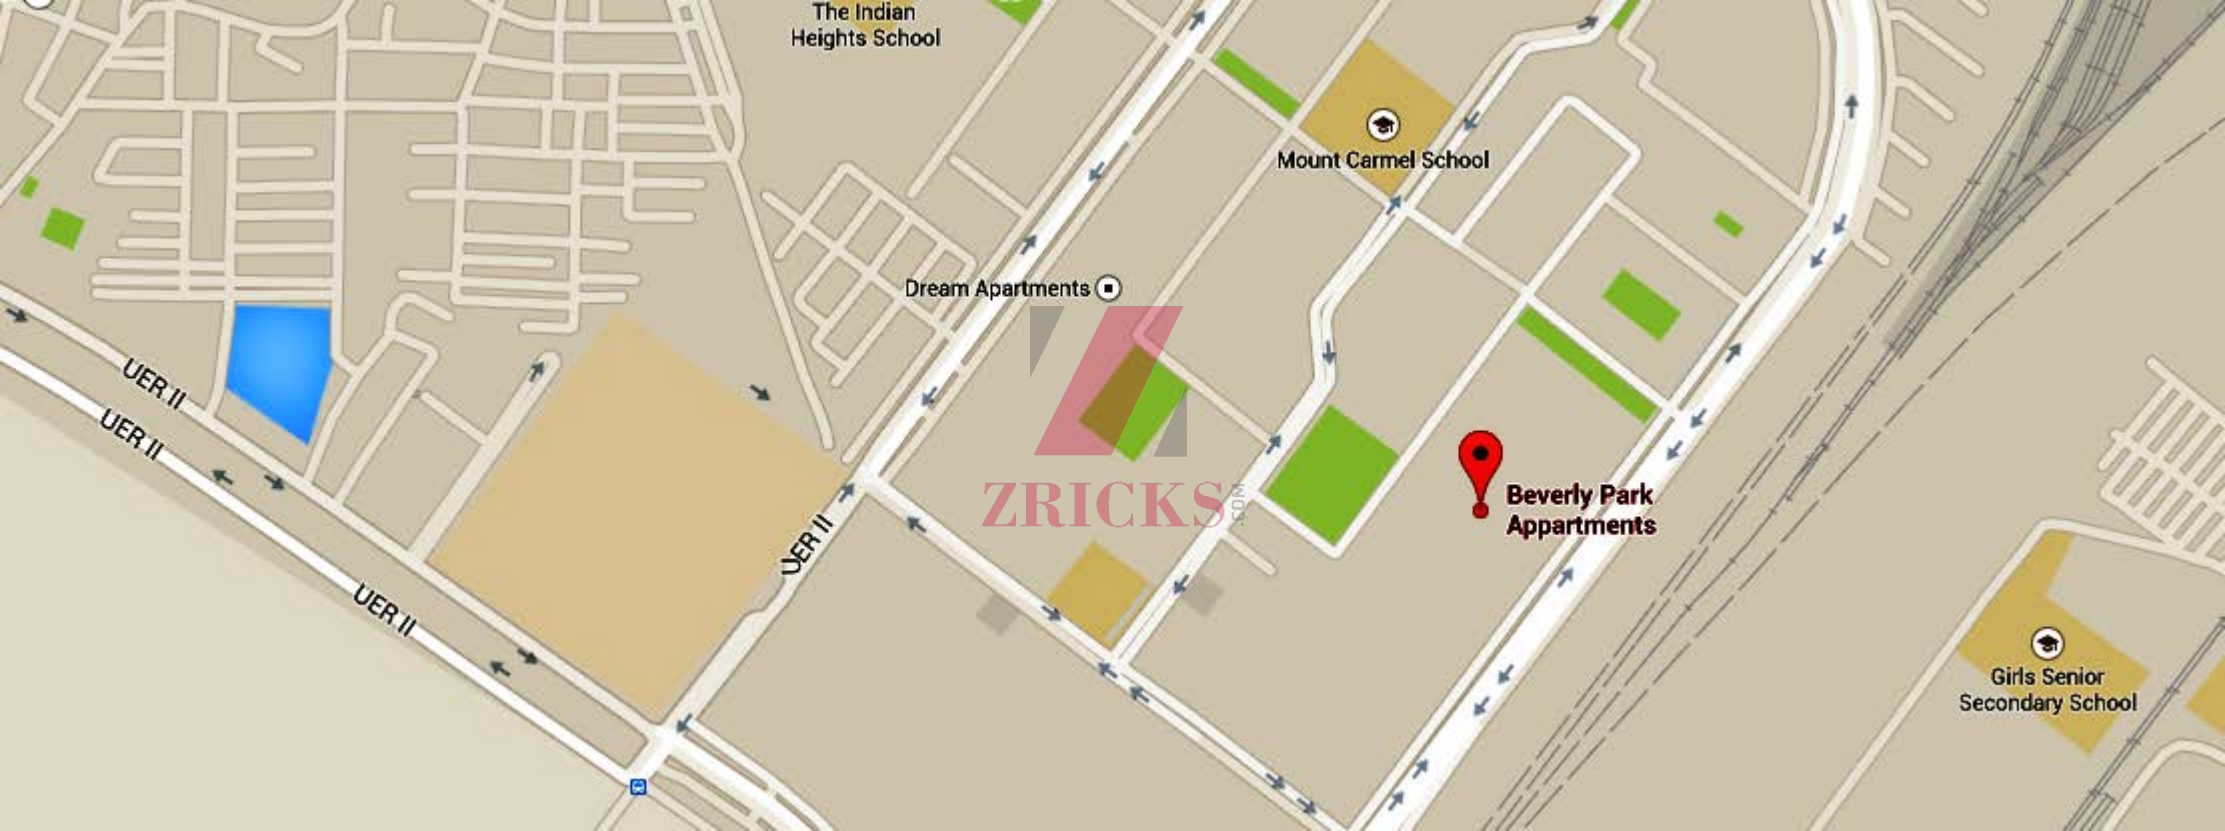 The Indian
Heights School
Mount Carmel School
Dream Apartments
UER II
UER II
UER II
UER II
ZRICKS
.COM
Beverly Park
Appartments
Girls Senior
Secondary School